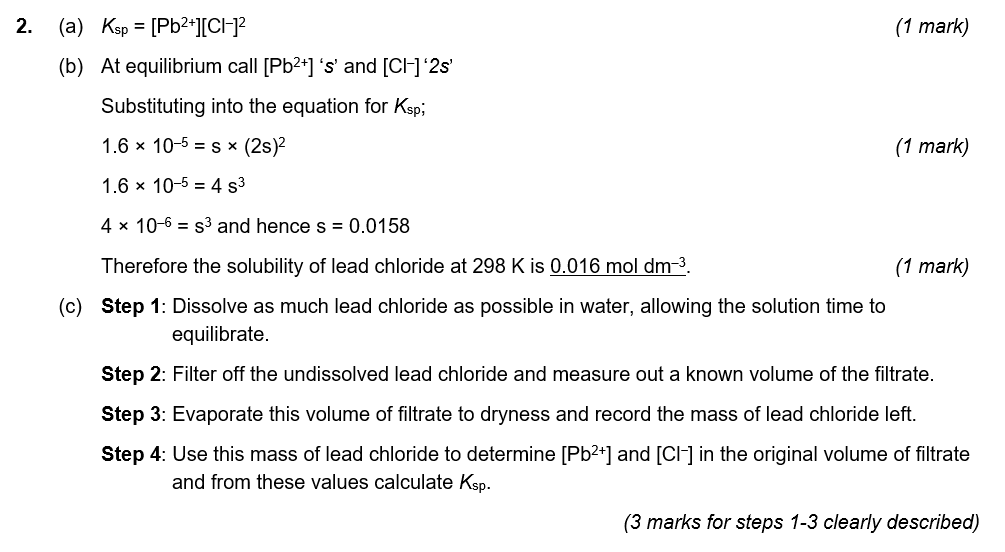 2. (a) Kₛₚ = [Pb²⁺][Cl⁻]² (1 mark)
(b) At equilibrium call [Pb²⁺] ‘s’ and [Cl⁻] ‘2s’
Substituting into the equation for Kₛₚ;
1.6 × 10⁻⁵ = s × (2s)² (1 mark)
1.6 × 10⁻⁵ = 4 s³
4 × 10⁻⁶ = s³ and hence s = 0.0158
Therefore the solubility of lead chloride at 298 K is 0.016 mol dm⁻³. (1 mark)
(c) Step 1: Dissolve as much lead chloride as possible in water, allowing the solution time to
equilibrate.
Step 2: Filter off the undissolved lead chloride and measure out a known volume of the filtrate.
Step 3: Evaporate this volume of filtrate to dryness and record the mass of lead chloride left.
Step 4: Use this mass of lead chloride to determine [Pb²⁺] and [Cl⁻] in the original volume of filtrate
and from these values calculate Kₛₚ.
(3 marks for steps 1-3 clearly described)